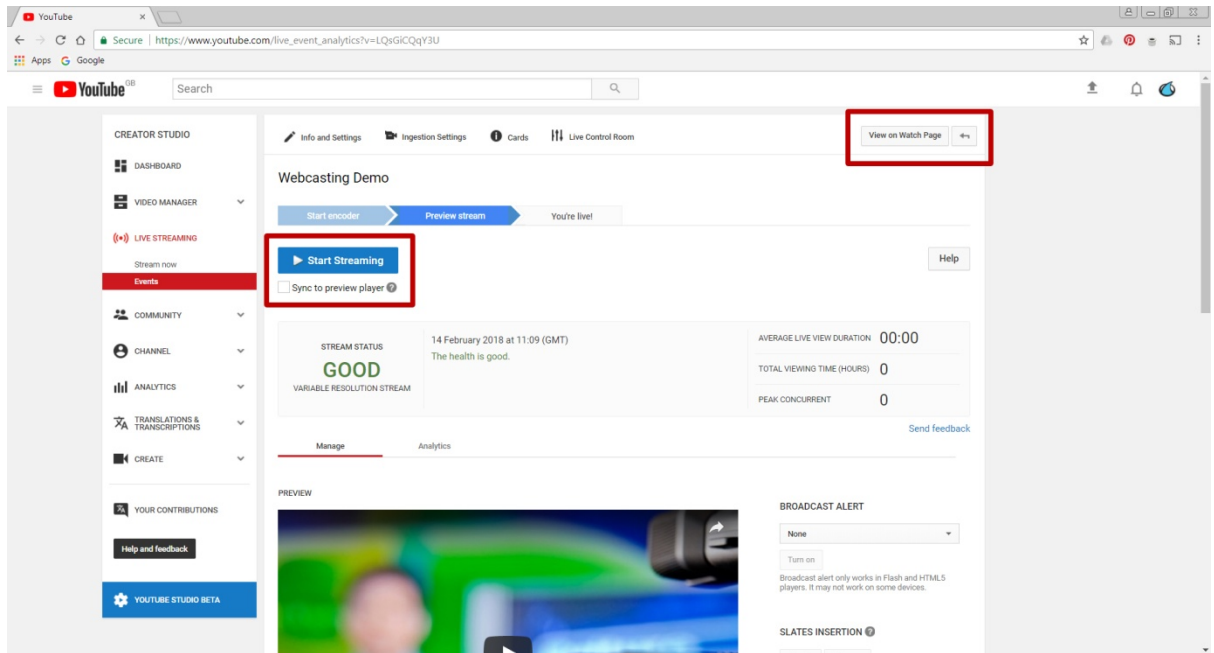 YouTube
Secure | https://www.youtube.com/live_event_analytics?v=LQsGiCQqY3U
Apps Google
YouTube GB
Search
CREATOR STUDIO
DASHBOARD
VIDEO MANAGER
LIVE STREAMING
Stream now
Events
COMMUNITY
CHANNEL
ANALYTICS
TRANSLATIONS &
TRANSCRIPTIONS
CREATE
YOUR CONTRIBUTIONS
Help and feedback
YOUTUBE STUDIO BETA
Info and Settings Ingestion Settings Cards Live Control Room
View on Watch Page
Webcasting Demo
Start encoder Preview stream You're live!
Start Streaming
Help
Sync to preview player
STREAM STATUS
GOOD
VARIABLE RESOLUTION STREAM
14 February 2018 at 11:09 (GMT)
The health is good.
AVERAGE LIVE VIEW DURATION 00:00
TOTAL VIEWING TIME (HOURS) 0
PEAK CONCURRENT 0
Send feedback
Manage Analytics
PREVIEW
BROADCAST ALERT
None
Turn on
Broadcast alert only works in Flash and HTML5
players. It may not work on some devices.
SLATES INSERTION